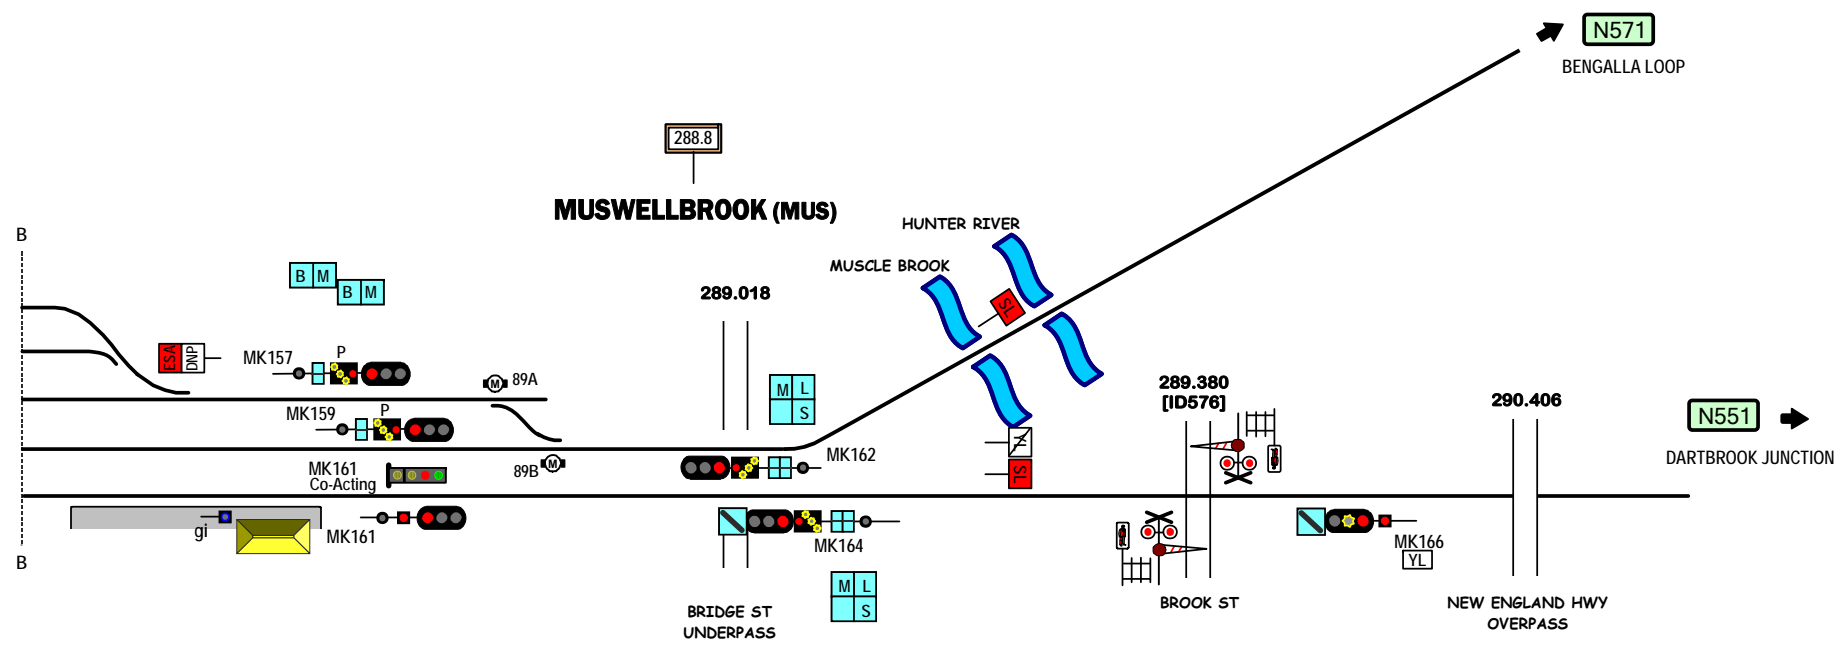 N571
BENGALLA LOOP
288.8
MUSWELLBROOK (MUS)
HUNTER RIVER
MUSCLE BROOK
B
B M
B M
289.018
ESA
DNP
MK157
P
89A
MK159
P
M
M L
S
289.380
[ID576]
290.406
N551
DARTBROOK JUNCTION
SL
YL
SL
MK161
Co-Acting
89B
M
MK162
gi
MK161
MK164
MK166
YL
B
M L
S
BRIDGE ST
UNDERPASS
BROOK ST
NEW ENGLAND HWY
OVERPASS